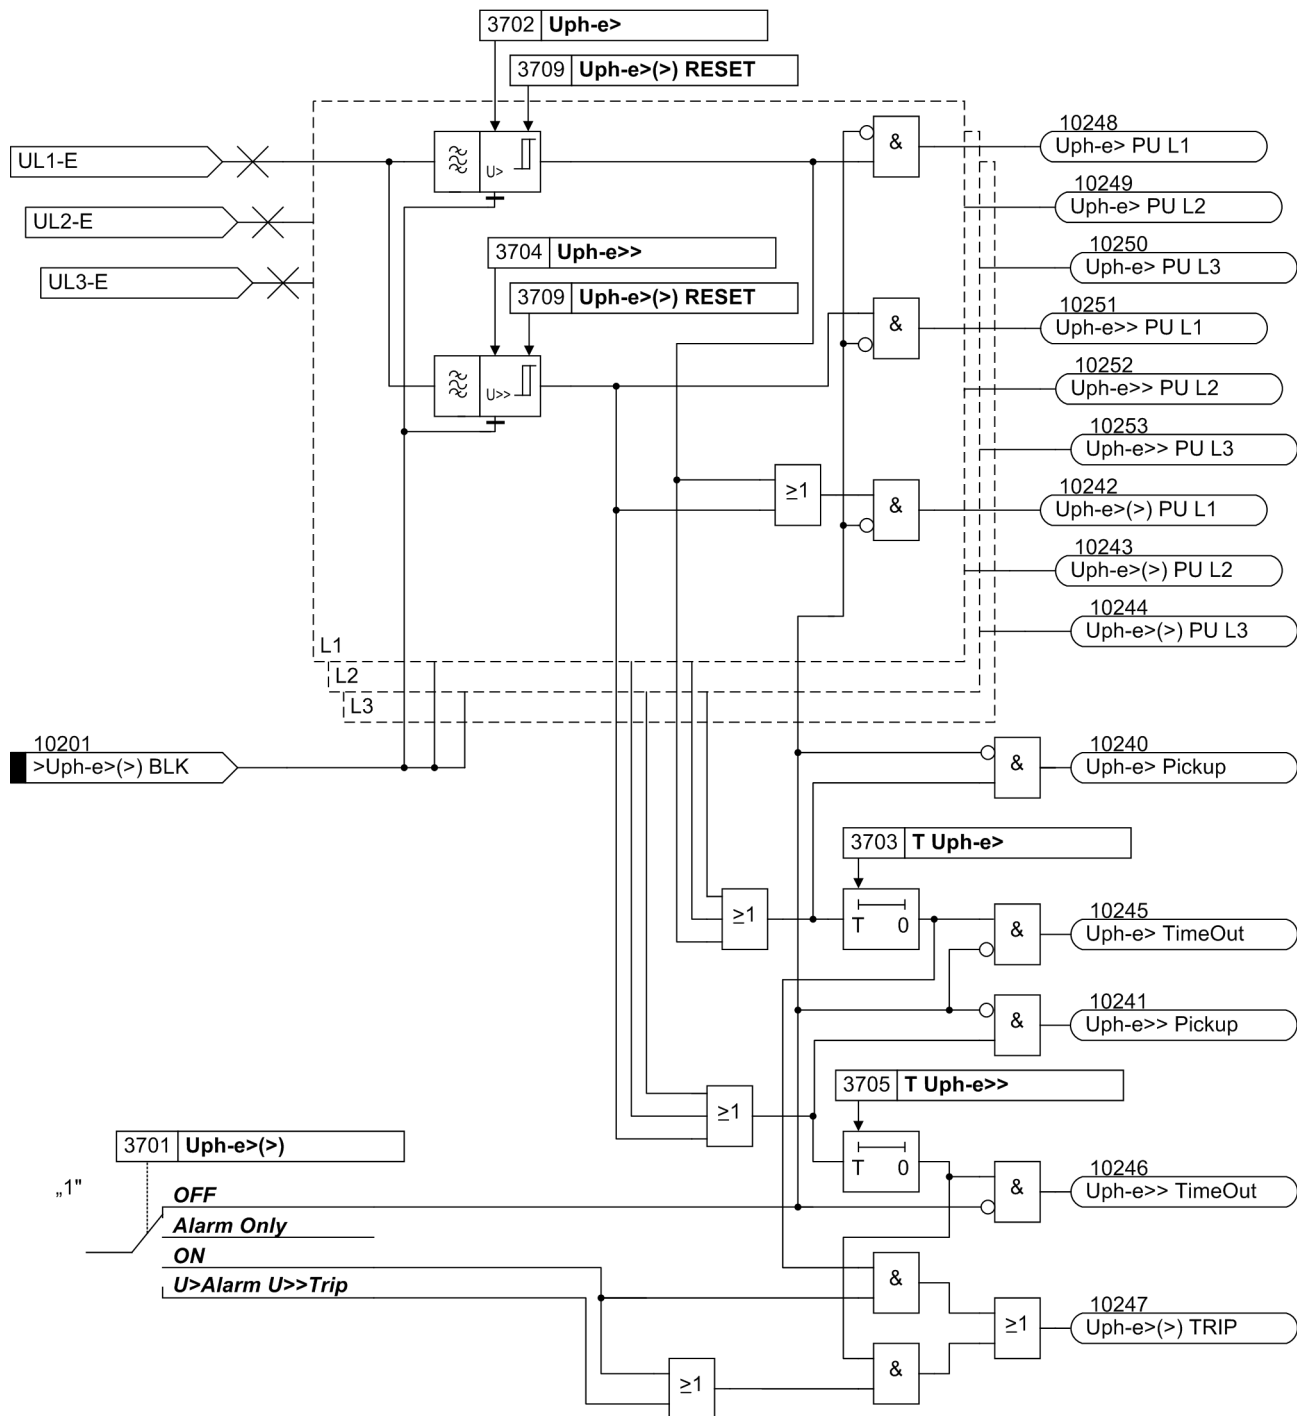 3702 Uph-e>
3709 Uph-e>(>) RESET
UL1-E
U>
&
10248
Uph-e> PU L1
UL2-E
10249
Uph-e> PU L2
UL3-E
3704 Uph-e>>
10250
Uph-e> PU L3
3709 Uph-e>(>) RESET
&
10251
Uph-e>> PU L1
U>>
10252
Uph-e>> PU L2
10253
Uph-e>> PU L3
≥1
&
10242
Uph-e>(>) PU L1
10243
Uph-e>(>) PU L2
10244
Uph-e>(>) PU L3
L1
L2
L3
10201
>Uph-e>(>) BLK
&
10240
Uph-e> Pickup
3703 T Uph-e>
≥1
T 0
&
10245
Uph-e> TimeOut
&
10241
Uph-e>> Pickup
3705 T Uph-e>>
≥1
T 0
&
10246
Uph-e>> TimeOut
3701 Uph-e>(>)
„1"
OFF
Alarm Only
ON
U>Alarm U>>Trip
&
≥1
10247
Uph-e>(>) TRIP
≥1
&